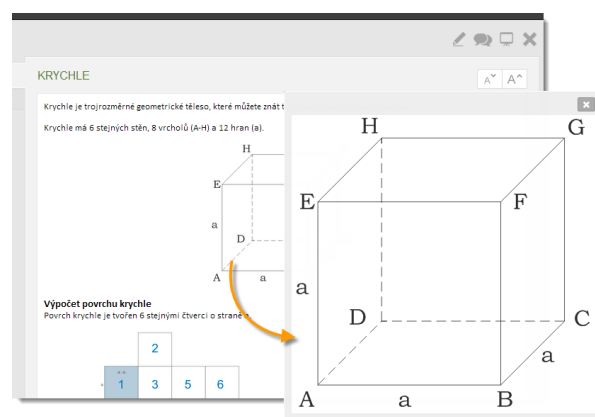 KRYCHLE
A˅ A^
Krychle je trojrozměrné geometrické těleso, které můžete znát
Krychle má 6 stejných stěn, 8 vrcholů (A-H) a 12 hran (a).
H
E
a
D
A a
Výpočet povrchu krychle
Povrch krychle je tvořen 6 stejnými čtverci o straně a.
2
1 3 5 6
H G
E F
a
D C
a
A a B